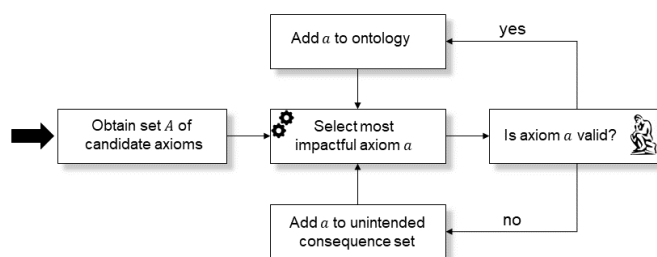 Add a to ontology
yes
Obtain set A of
candidate axioms
Select most
impactful axiom a
Is axiom a valid?
Add a to unintended
consequence set
no